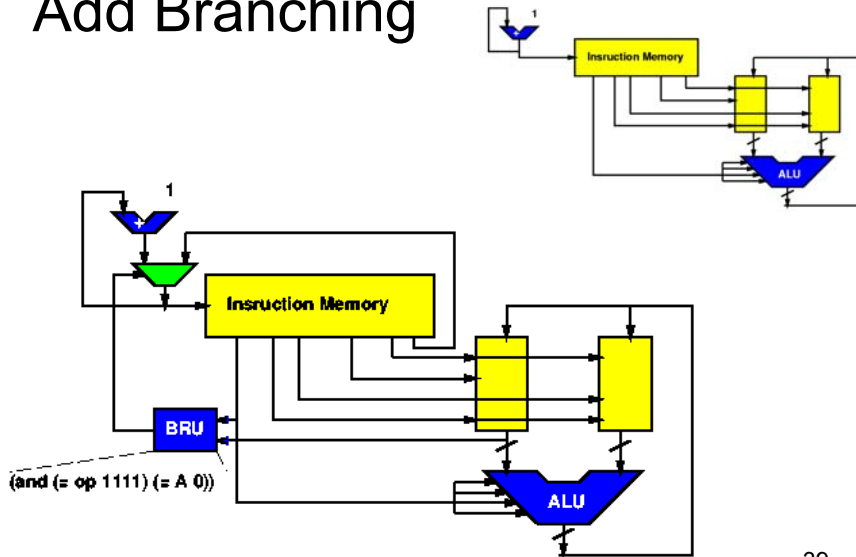 Add Branching
1
+
Insruction Memory
ALU
1
+
Insruction Memory
BRU
(and (= op 1111) (= A 0))
ALU